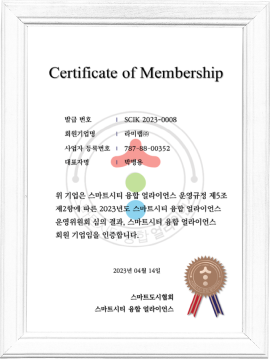 Certificate of Membership
발급 번호 : SCIK 2023-0008
회원기업명 : 라이랩㈜
사업자 등록번호 : 787-88-00352
대표자명 : 박병용
위 기업은 스마트시티 융합 얼라이언스 운영규정 제5조
제2항에 따른 2023년도 스마트시티 융합 얼라이언스
운영위원회 심의 결과, 스마트시티 융합 얼라이언스
회원 기업임을 인증합니다.
2023년 04월 14일
스마트도시협회
스마트시티 융합 얼라이언스